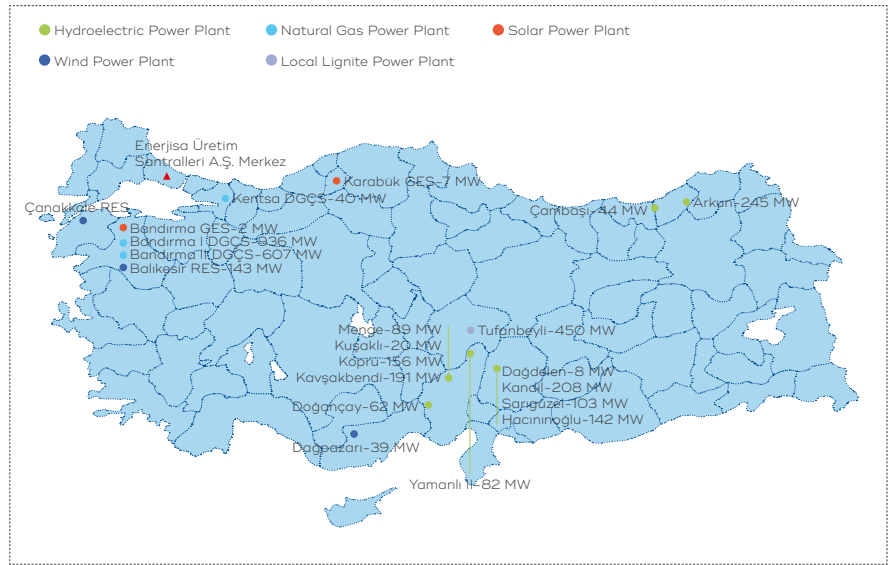 Hydroelectric Power Plant
Natural Gas Power Plant
Solar Power Plant
Wind Power Plant
Local Lignite Power Plant
Enerjisa Üretim
Santralleri A.Ş. Merkez
Karabük GES-7 MW
Kentsa DGÇS-40 MW
Çanakkale RES
Çambaşı-44 MW
Arkun-245 MW
Bandırma GES-2 MW
Bandırma I DGÇS-936 MW
Bandırma II DGÇS-607 MW
Balıkesir RES-143 MW
Menge-89 MW
Kuşaklı-20 MW
Köprü-156 MW
Kavşakbendi-191 MW
Tufanbeyli-450 MW
Dağdelen-8 MW
Kandil-208 MW
Sarıgüzel-103 MW
Hacınınoğlu-142 MW
Doğançay-62 MW
Dağpazarı-39 MW
Yamanlı II-82 MW